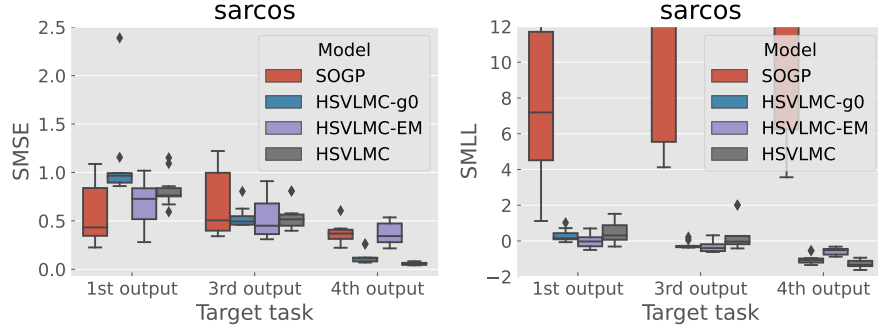 sarcos
SMSE
2.5
2.0
1.5
1.0
0.5
0.0
Model
SOGP
HSVLMC-g0
HSVLMC-EM
HSVLMC
1st output
3rd output
4th output
Target task
sarcos
SMLL
12
10
8
6
4
2
0
−2
Model
SOGP
HSVLMC-g0
HSVLMC-EM
HSVLMC
1st output
3rd output
4th output
Target task